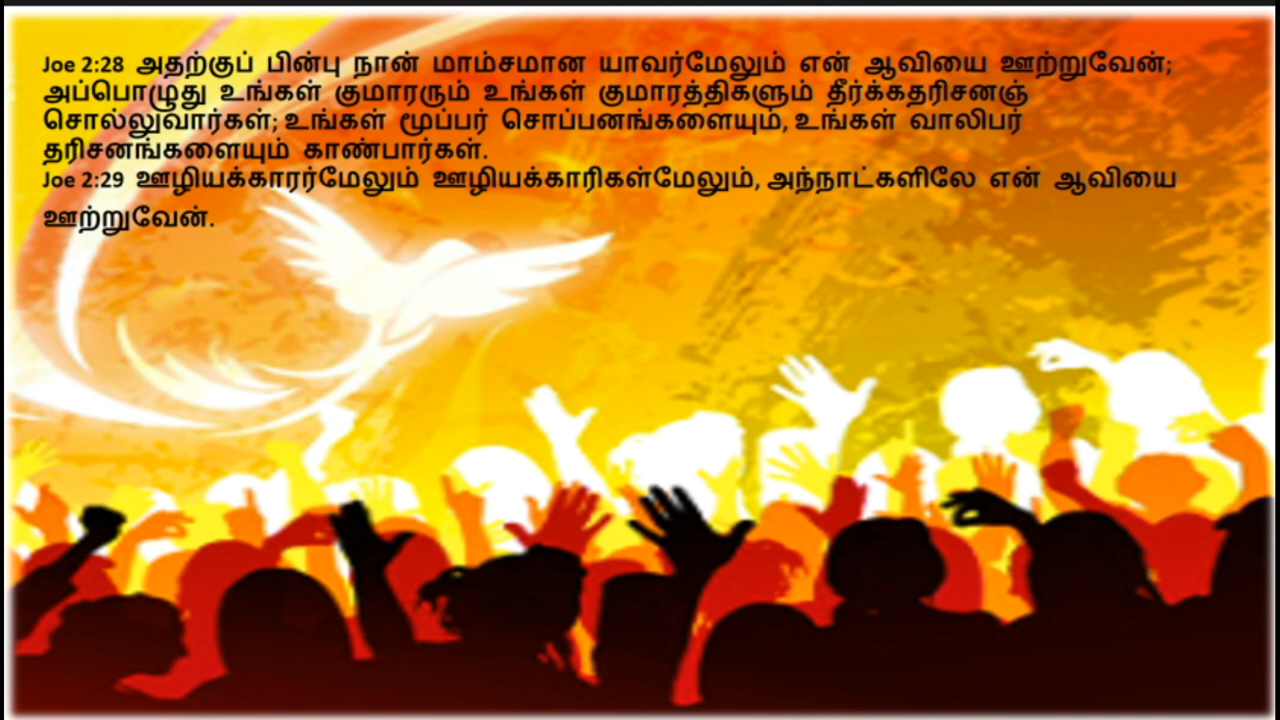 Joe 2:28 அதற்குப் பின்பு நான் மாம்சமான யாவர்மேலும் என் ஆவியை ஊற்றுவேன்;
அப்பொழுது உங்கள் குமாரரும் உங்கள் குமாரத்திகளும் தீர்க்கதரிசனஞ்
சொல்லுவார்கள்; உங்கள் மூப்பர் சொப்பனங்களையும், உங்கள் வாலிபர்
தரிசனங்களையும் காண்பார்கள்.
Joe 2:29 ஊழியக்காரர்மேலும் ஊழியக்காரிகள்மேலும், அந்நாட்களிலே என் ஆவியை
ஊற்றுவேன்.